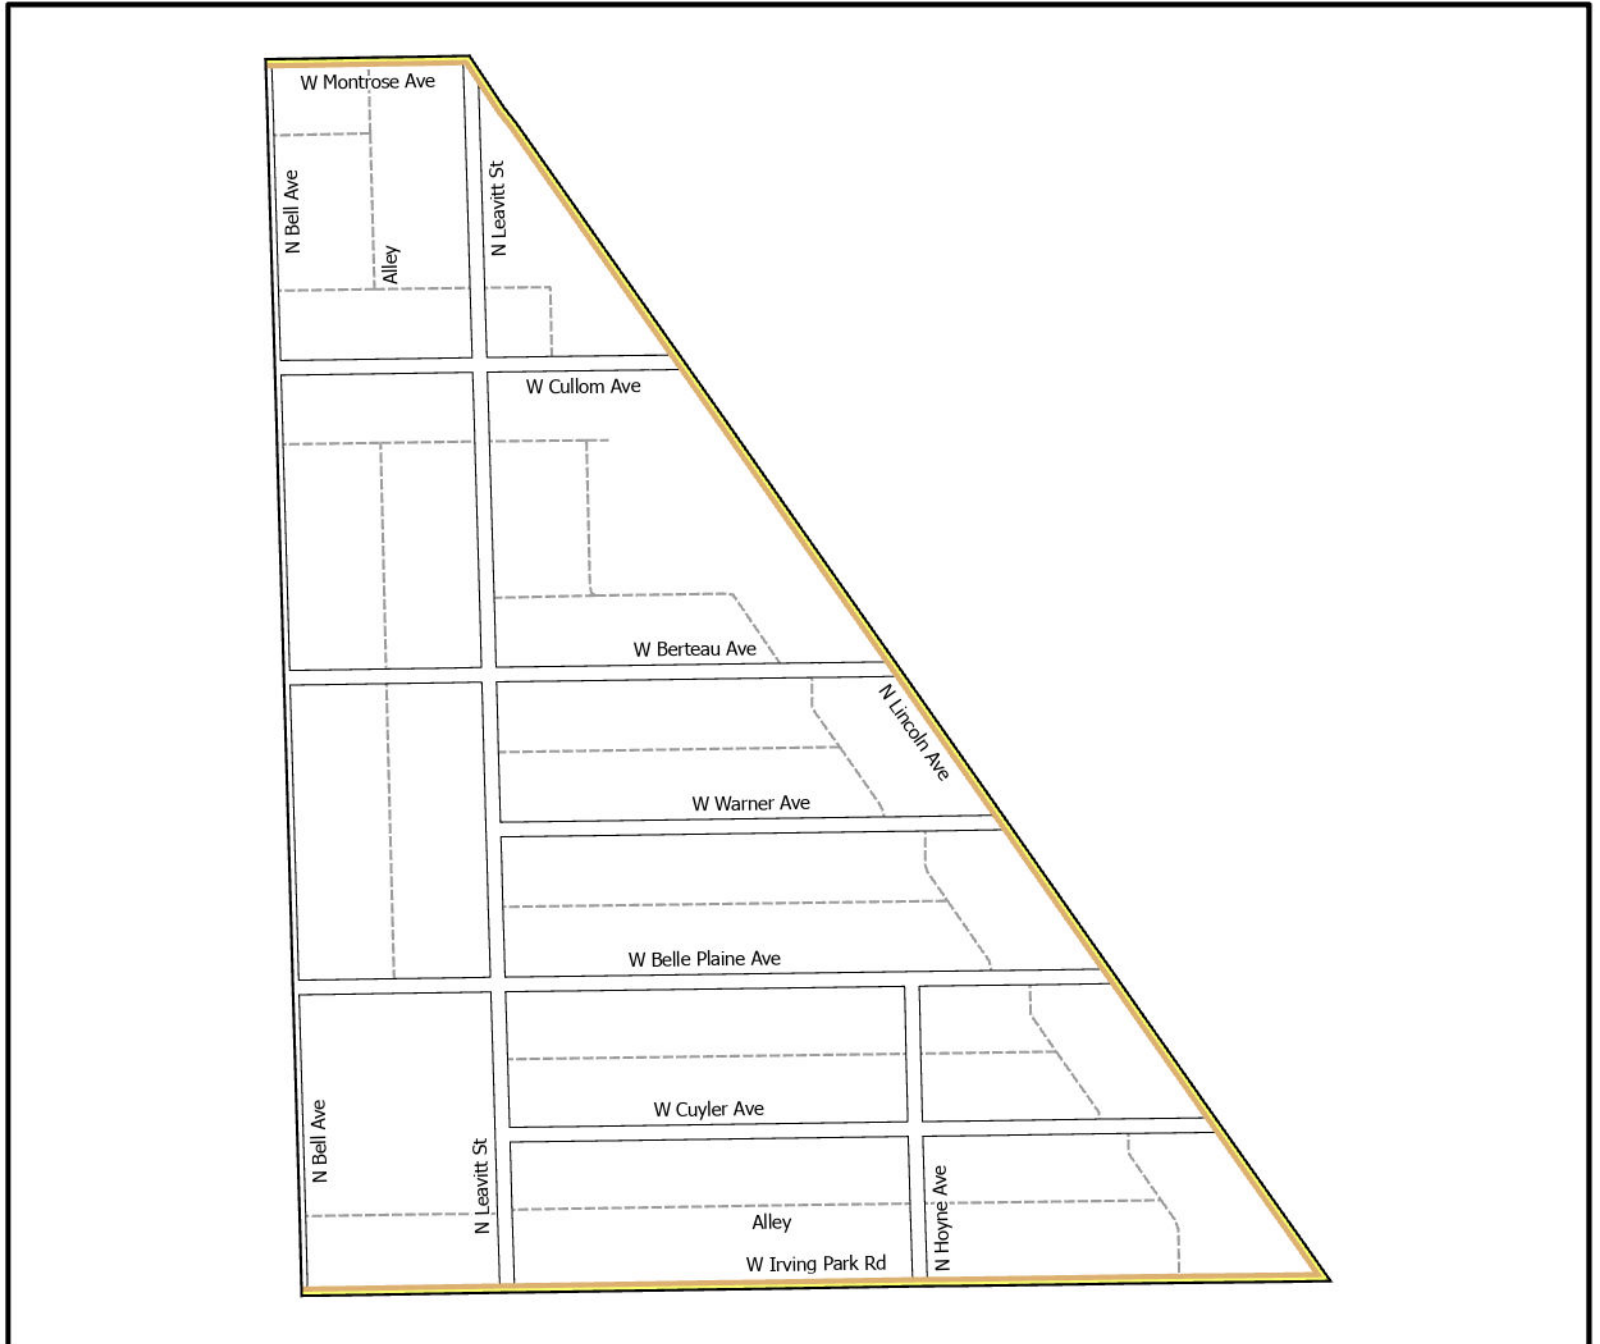 W Montrose Ave
N Bell Ave
N Leavitt St
Alley
W Cullom Ave
W Berteau Ave
N Lincoln Ave
W Warner Ave
W Belle Plaine Ave
W Cuyler Ave
N Bell Ave
N Leavitt St
N Hoyne Ave
Alley
W Irving Park Rd